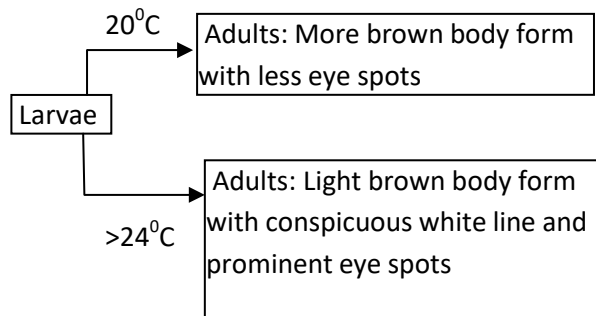 20⁰C
Adults: More brown body form
with less eye spots
Larvae
Adults: Light brown body form
with conspicuous white line and
prominent eye spots
>24⁰C